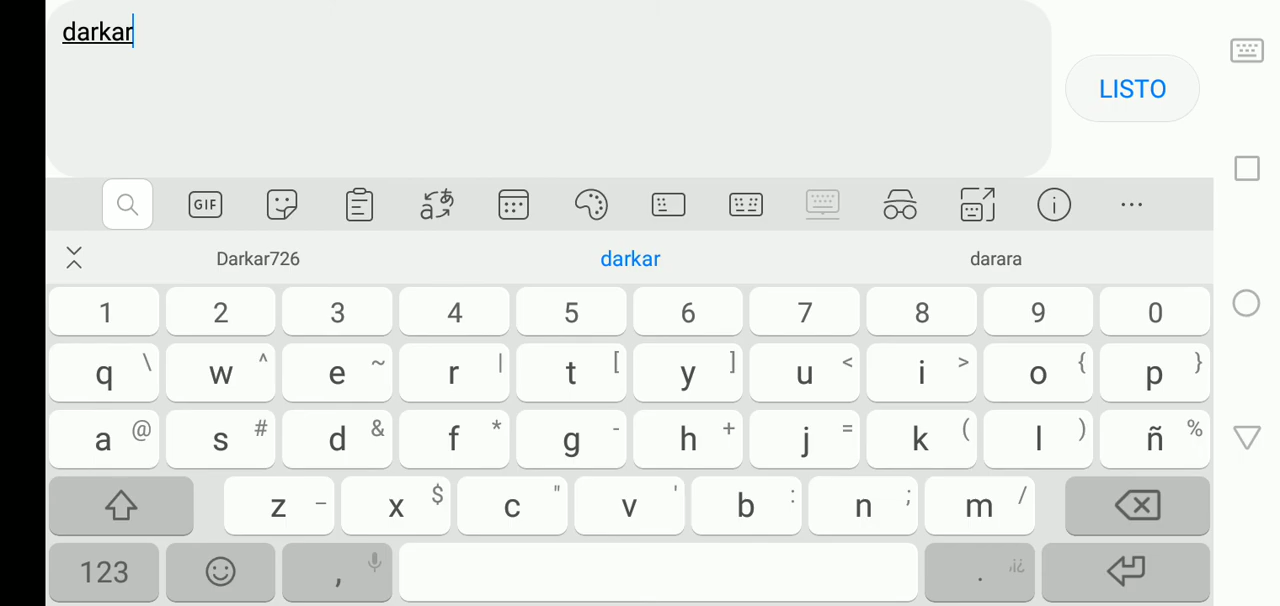 darkar
LISTO
GIF
Darkar726 darkar darara
1 2 3 4 5 6 7 8 9 0
q \ w ^ e ~ r | t [ y ] u < i > o { p }
a @ s # d & f * g - h + j = k ( l ) ñ %
z _ x $ c " v ' b : n ; m /
123 , . ,¡¿